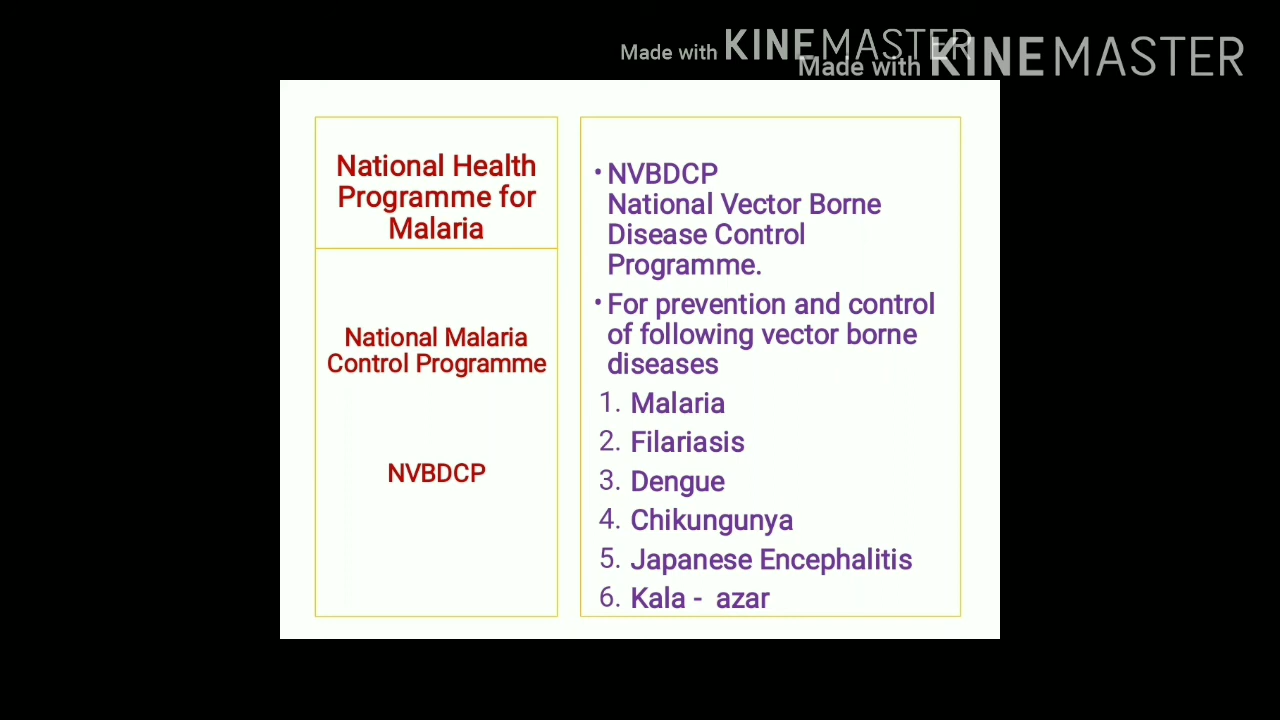 Made with KINEMASTER
Made with KINEMASTER
National Health
Programme for
Malaria
National Malaria
Control Programme
NVBDCP
• NVBDCP
National Vector Borne
Disease Control
Programme.
• For prevention and control
of following vector borne
diseases
1. Malaria
2. Filariasis
3. Dengue
4. Chikungunya
5. Japanese Encephalitis
6. Kala - azar